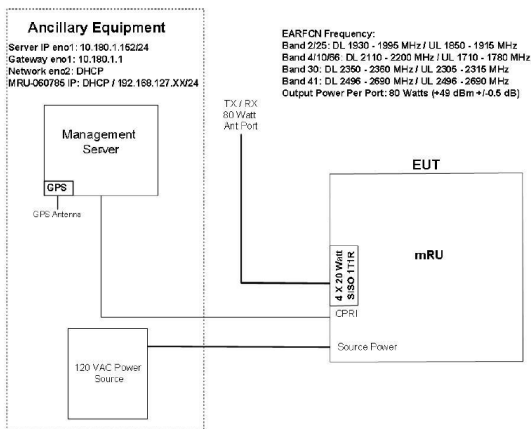 Ancillary Equipment
Server IP eno1: 10.180.1.152/24
Gateway eno1: 10.180.1.1
Network eno2: DHCP
MRU-060785 IP: DHCP / 192.168.127.XX/24
EARFCN Frequency:
Band 2/25: DL 1930 - 1995 MHz / UL 1850 - 1915 MHz
Band 4/10/66: DL 2110 - 2200 MHz / UL 1710 - 1780 MHz
Band 30: DL 2350 - 2360 MHz / UL 2305 - 2315 MHz
Band 41: DL 2496 - 2690 MHz / UL 2496 - 2690 MHz
Output Power Per Port: 80 Watts (+49 dBm +/-0.5 dB)
TX / RX
80 Watt
Ant Port
Management
Server
GPS
GPS Antenna
EUT
mRU
4 X 20 Watt
SISO 1T1R
CPRI
Source Power
120 VAC Power
Source